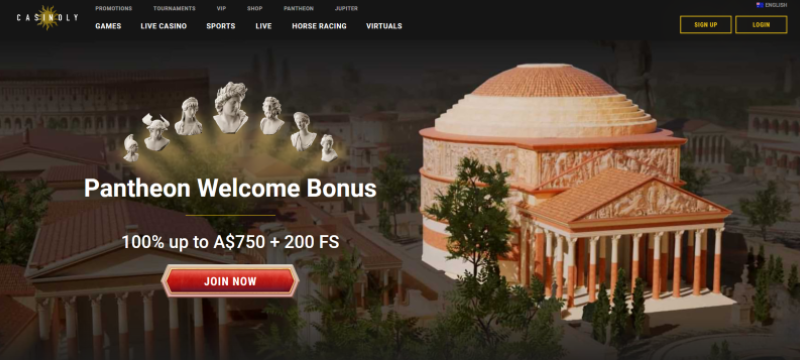 CASINOLY
PROMOTIONS TOURNAMENTS VIP SHOP PANTHEON JUPITER
ENGLISH
GAMES LIVE CASINO SPORTS LIVE HORSE RACING VIRTUALS
SIGN UP LOGIN
Pantheon Welcome Bonus
100% up to A$750 + 200 FS
JOIN NOW